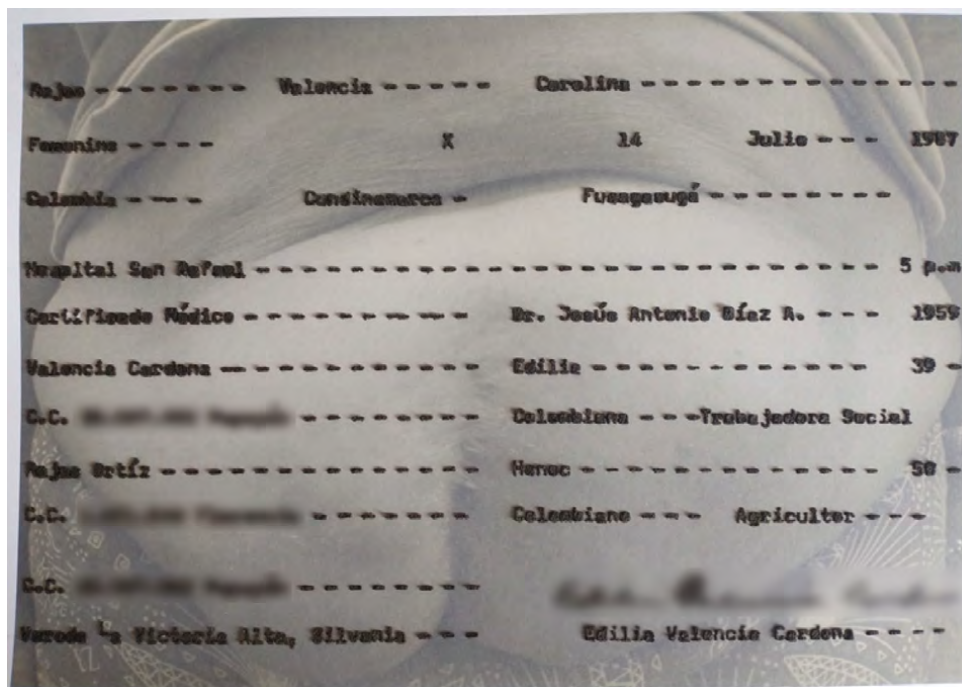 Rojas - - - - - - - Valencia - - - - - Carolina - - - - - - - - - - - - - -
Femenino - - - - X 14 Julio - - - 1987
Colombia - - - - Cundinamarca - Fusagasugá - - - - - - - -
Hospital San Rafael - - - - - - - - - - - - - - - - - - - - - - - - - - - - 5 p.m
Certificado Médico - - - - - - - - - - Dr. Jesús Antonio Díaz A. - - - 1959
Valencia Cardona - - - - - - - - - - - - Edilia - - - - - - - - - - - - 39 -
C.C. - - - - - - - - Colombiana - - -Trabajadora Social
Rojas Ortíz - - - - - - - - - - - - - - Henoc - - - - - - - - - - - - - 50 -
C.C. - - - - - - - Colombiano - - - Agricultor - - -
C.C. - - - - - - - -
Vereda La Victoria Alta, Silvania - - - Edilia Valencia Cardona - - - -